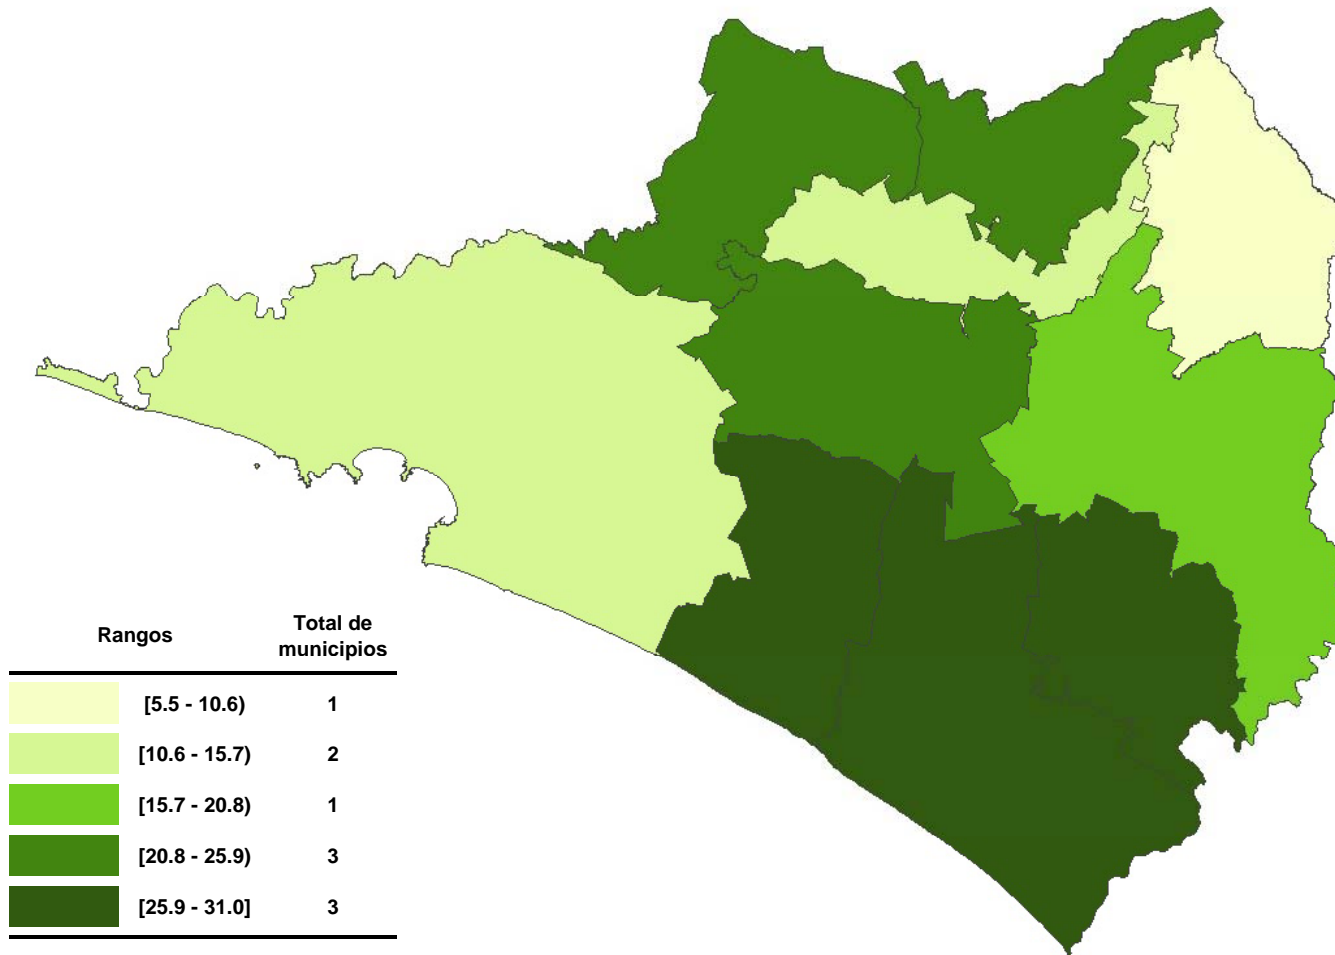 Rangos
Total de
municipios
[5.5 - 10.6) 1
[10.6 - 15.7) 2
[15.7 - 20.8) 1
[20.8 - 25.9) 3
[25.9 - 31.0] 3